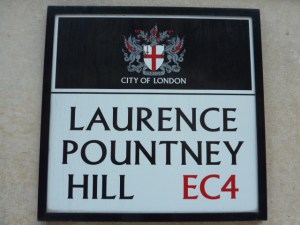 CITY OF LONDON
LAURENCE
POUNTNEY
HILL EC4